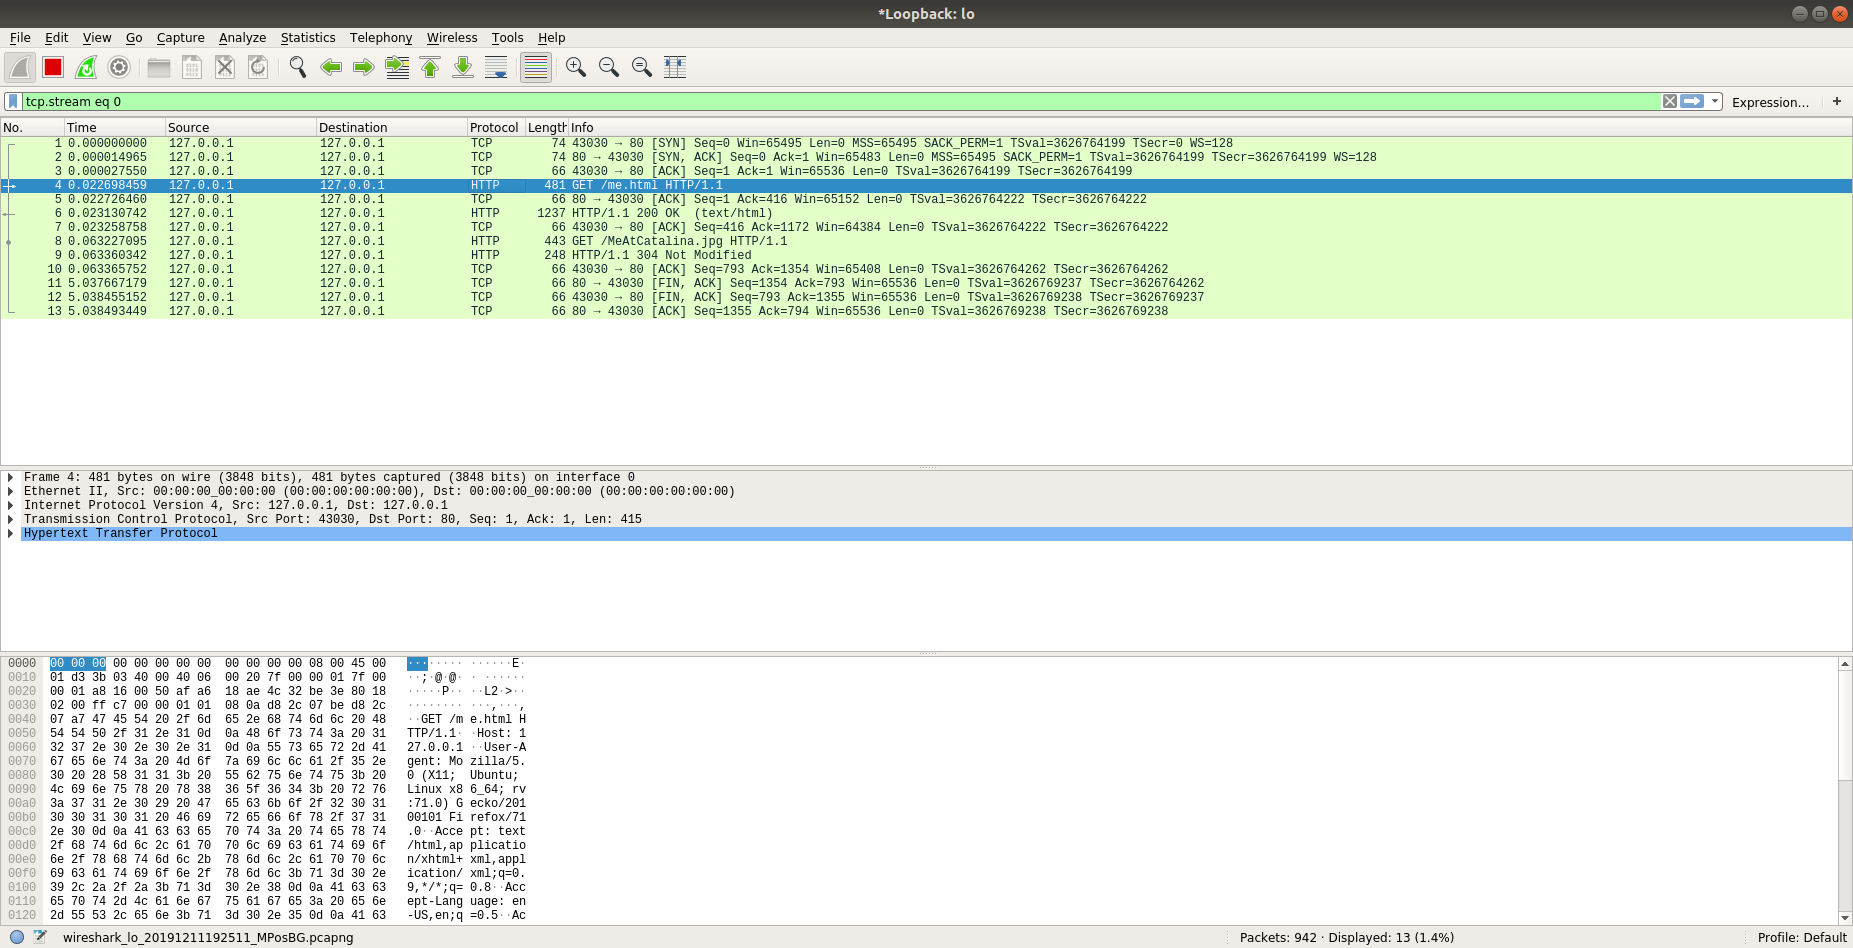 *Loopback: lo
File Edit View Go Capture Analyze Statistics Telephony Wireless Tools Help
tcp.stream eq 0 Expression… +
No. Time Source Destination Protocol Length Info
1 0.000000000 127.0.0.1 127.0.0.1 TCP 74 43030 → 80 [SYN] Seq=0 Win=65495 Len=0 MSS=65495 SACK_PERM=1 TSval=3626764199 TSecr=0 WS=128
2 0.000014965 127.0.0.1 127.0.0.1 TCP 74 80 → 43030 [SYN, ACK] Seq=0 Ack=1 Win=65483 Len=0 MSS=65495 SACK_PERM=1 TSval=3626764199 TSecr=3626764199 WS=128
3 0.000027550 127.0.0.1 127.0.0.1 TCP 66 43030 → 80 [ACK] Seq=1 Ack=1 Win=65536 Len=0 TSval=3626764199 TSecr=3626764199
4 0.022698459 127.0.0.1 127.0.0.1 HTTP 481 GET /me.html HTTP/1.1
5 0.022726460 127.0.0.1 127.0.0.1 TCP 66 80 → 43030 [ACK] Seq=1 Ack=416 Win=65152 Len=0 TSval=3626764222 TSecr=3626764222
6 0.023130742 127.0.0.1 127.0.0.1 HTTP 1237 HTTP/1.1 200 OK  (text/html)
7 0.023258758 127.0.0.1 127.0.0.1 TCP 66 43030 → 80 [ACK] Seq=416 Ack=1172 Win=64384 Len=0 TSval=3626764222 TSecr=3626764222
8 0.063227095 127.0.0.1 127.0.0.1 HTTP 443 GET /MeAtCatalina.jpg HTTP/1.1
9 0.063360342 127.0.0.1 127.0.0.1 HTTP 248 HTTP/1.1 304 Not Modified
10 0.063365752 127.0.0.1 127.0.0.1 TCP 66 43030 → 80 [ACK] Seq=793 Ack=1354 Win=65408 Len=0 TSval=3626764262 TSecr=3626764262
11 5.037667179 127.0.0.1 127.0.0.1 TCP 66 80 → 43030 [FIN, ACK] Seq=1354 Ack=793 Win=65536 Len=0 TSval=3626769237 TSecr=3626764262
12 5.038455152 127.0.0.1 127.0.0.1 TCP 66 43030 → 80 [FIN, ACK] Seq=793 Ack=1355 Win=65536 Len=0 TSval=3626769238 TSecr=3626769237
13 5.038493449 127.0.0.1 127.0.0.1 TCP 66 80 → 43030 [ACK] Seq=1355 Ack=794 Win=65536 Len=0 TSval=3626769238 TSecr=3626769238
Frame 4: 481 bytes on wire (3848 bits), 481 bytes captured (3848 bits) on interface 0
Ethernet II, Src: 00:00:00_00:00:00 (00:00:00:00:00:00), Dst: 00:00:00_00:00:00 (00:00:00:00:00:00)
Internet Protocol Version 4, Src: 127.0.0.1, Dst: 127.0.0.1
Transmission Control Protocol, Src Port: 43030, Dst Port: 80, Seq: 1, Ack: 1, Len: 415
Hypertext Transfer Protocol
0000 00 00 00 00 00 00 00 00 00 00 00 00 08 00 45 00 ········ ······E·
0010 01 d3 3b 03 40 00 40 06 00 20 7f 00 00 01 7f 00 ··;·@·@· · ······
0020 00 01 a8 16 00 50 af a6 18 ae 4c 32 be 3e 80 18 ·····P·· ··L2·>··
0030 02 00 ff c7 00 00 01 01 08 0a d8 2c 07 be d8 2c ········ ···,···,
0040 07 a7 47 45 54 20 2f 6d 65 2e 68 74 6d 6c 20 48 ··GET /m e.html H
0050 54 54 50 2f 31 2e 31 0d 0a 48 6f 73 74 3a 20 31 TTP/1.1· ·Host: 1
0060 32 37 2e 30 2e 30 2e 31 0d 0a 55 73 65 72 2d 41 27.0.0.1 ··User-A
0070 67 65 6e 74 3a 20 4d 6f 7a 69 6c 6c 61 2f 35 2e gent: Mo zilla/5.
0080 30 20 28 58 31 31 3b 20 55 62 75 6e 74 75 3b 20 0 (X11; Ubuntu;
0090 4c 69 6e 75 78 20 78 38 36 5f 36 34 3b 20 72 76 Linux x8 6_64; rv
00a0 3a 37 31 2e 30 29 20 47 65 63 6b 6f 2f 32 30 31 :71.0) G ecko/201
00b0 30 30 31 30 31 20 46 69 72 65 66 6f 78 2f 37 31 00101 Fi refox/71
00c0 2e 30 0d 0a 41 63 63 65 70 74 3a 20 74 65 78 74 .0··Acce pt: text
00d0 2f 68 74 6d 6c 2c 61 70 70 6c 69 63 61 74 69 6f /html,ap plicatio
00e0 6e 2f 78 68 74 6d 6c 2b 78 6d 6c 2c 61 70 70 6c n/xhtml+ xml,appl
00f0 69 63 61 74 69 6f 6e 2f 78 6d 6c 3b 71 3d 30 2e ication/ xml;q=0.
0100 39 2c 2a 2f 2a 3b 71 3d 30 2e 38 0d 0a 41 63 63 9,*/*;q= 0.8··Acc
0110 65 70 74 2d 4c 61 6e 67 75 61 67 65 3a 20 65 6e ept-Lang uage: en
0120 2d 55 53 2c 65 6e 3b 71 3d 30 2e 35 0d 0a 41 63 -US,en;q =0.5··Ac
wireshark_lo_20191211192511_MPosBG.pcapng Packets: 942 · Displayed: 13 (1.4%) Profile: Default